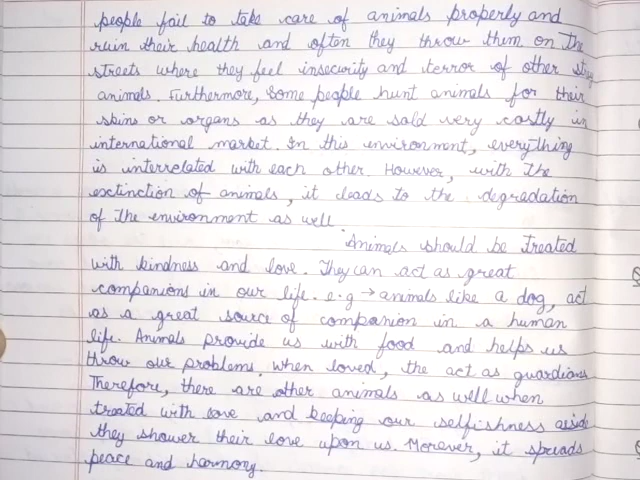 people fail to take care of animals properly and
ruin their health and often they throw them on the
streets where they feel insecurity and terror of other stray
animals. Furthermore, some people hunt animals for their
skins or organs as they are sold very costly in
international market. In this environment, everything
is interrelated with each other. However, with the
exctinction of animals, it leads to the degradation
of the environment as well.
Animals should be treated
with kindness and love. They can act as great
companions in our life. e.g → animals like a dog, act
as a great source of companion in a human
life. Animals provide us with food and helps us
throw our problems. when loved, the act as guardians
Therefore, there are other animals as well when
treated with love and keeping our selfishness aside
they shower their love upon us. Morever, it spreads
peace and harmony.